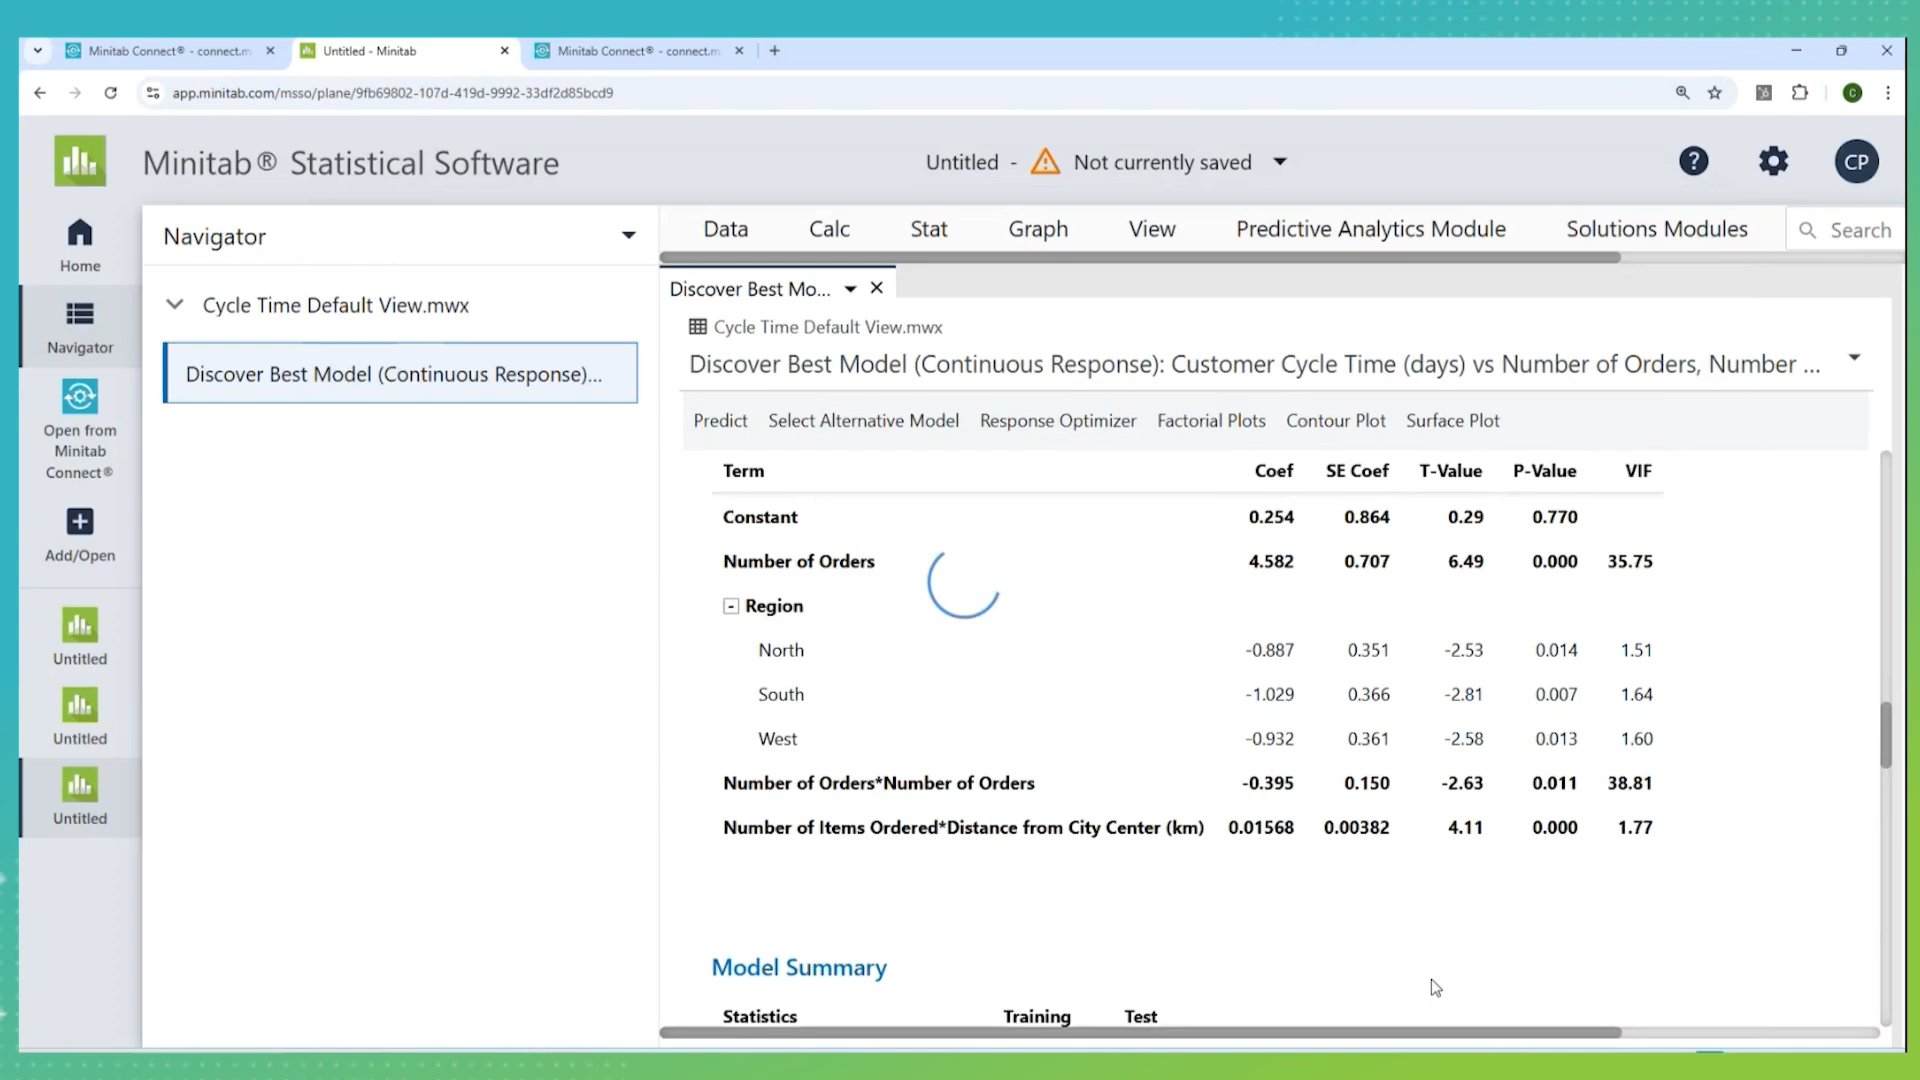 Minitab Connect® - connect.m
Untitled - Minitab
Minitab Connect® - connect.m
app.minitab.com/msso/plane/9fb69802-107d-419d-9992-33df2d85bcd9
C
Minitab® Statistical Software
Untitled - Not currently saved
CP
Home
Navigator
Open from
Minitab
Connect®
Add/Open
Untitled
Untitled
Untitled
Navigator
Cycle Time Default View.mwx
Discover Best Model (Continuous Response)...
Data Calc Stat Graph View Predictive Analytics Module Solutions Modules Search
Discover Best Mo...
Cycle Time Default View.mwx
Discover Best Model (Continuous Response): Customer Cycle Time (days) vs Number of Orders, Number ...
Predict Select Alternative Model Response Optimizer Factorial Plots Contour Plot Surface Plot
Term Coef SE Coef T-Value P-Value VIF
Constant 0.254 0.864 0.29 0.770
Number of Orders 4.582 0.707 6.49 0.000 35.75
Region
North -0.887 0.351 -2.53 0.014 1.51
South -1.029 0.366 -2.81 0.007 1.64
West -0.932 0.361 -2.58 0.013 1.60
Number of Orders*Number of Orders -0.395 0.150 -2.63 0.011 38.81
Number of Items Ordered*Distance from City Center (km) 0.01568 0.00382 4.11 0.000 1.77
Model Summary
Statistics Training Test